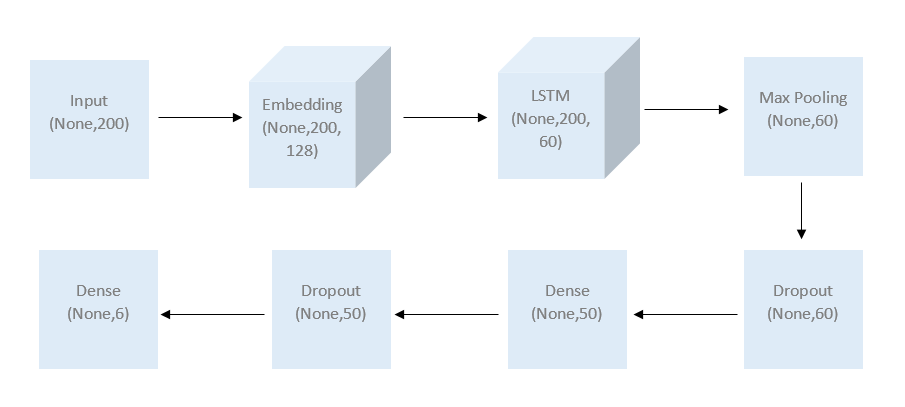 Input
(None,200)
Embedding
(None,200,
128)
LSTM
(None,200,
60)
Max Pooling
(None,60)
Dense
(None,6)
Dropout
(None,50)
Dense
(None,50)
Dropout
(None,60)